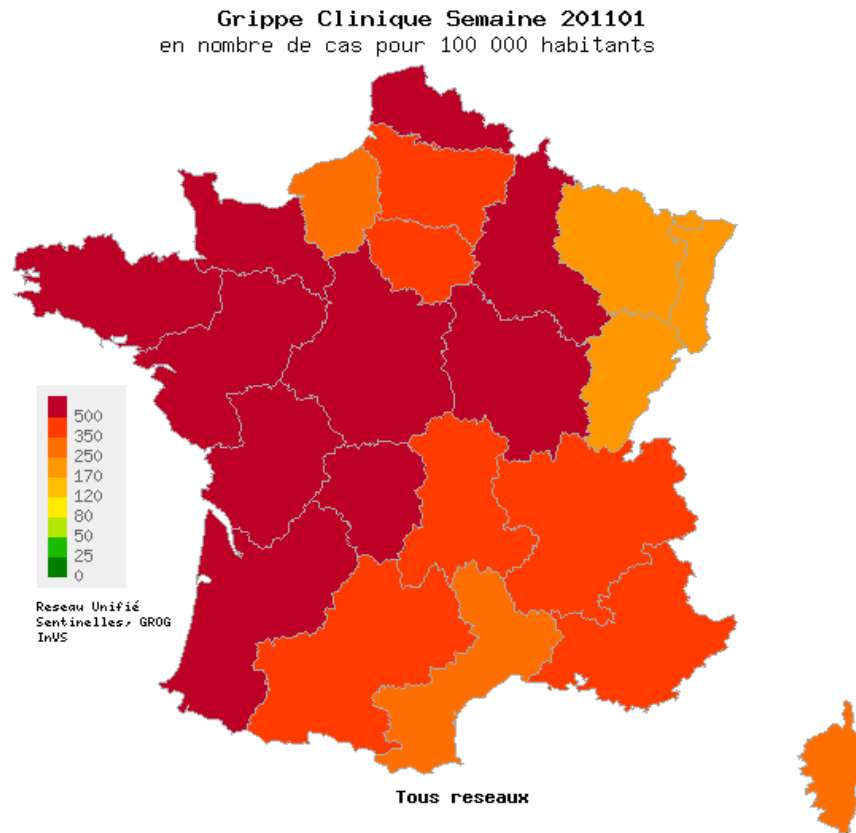 Grippe Clinique Semaine 201101
en nombre de cas pour 100 000 habitants
500
350
250
170
120
80
50
25
0
Reseau Unifié
Sentinelles, GROG
InVS
Tous reseaux